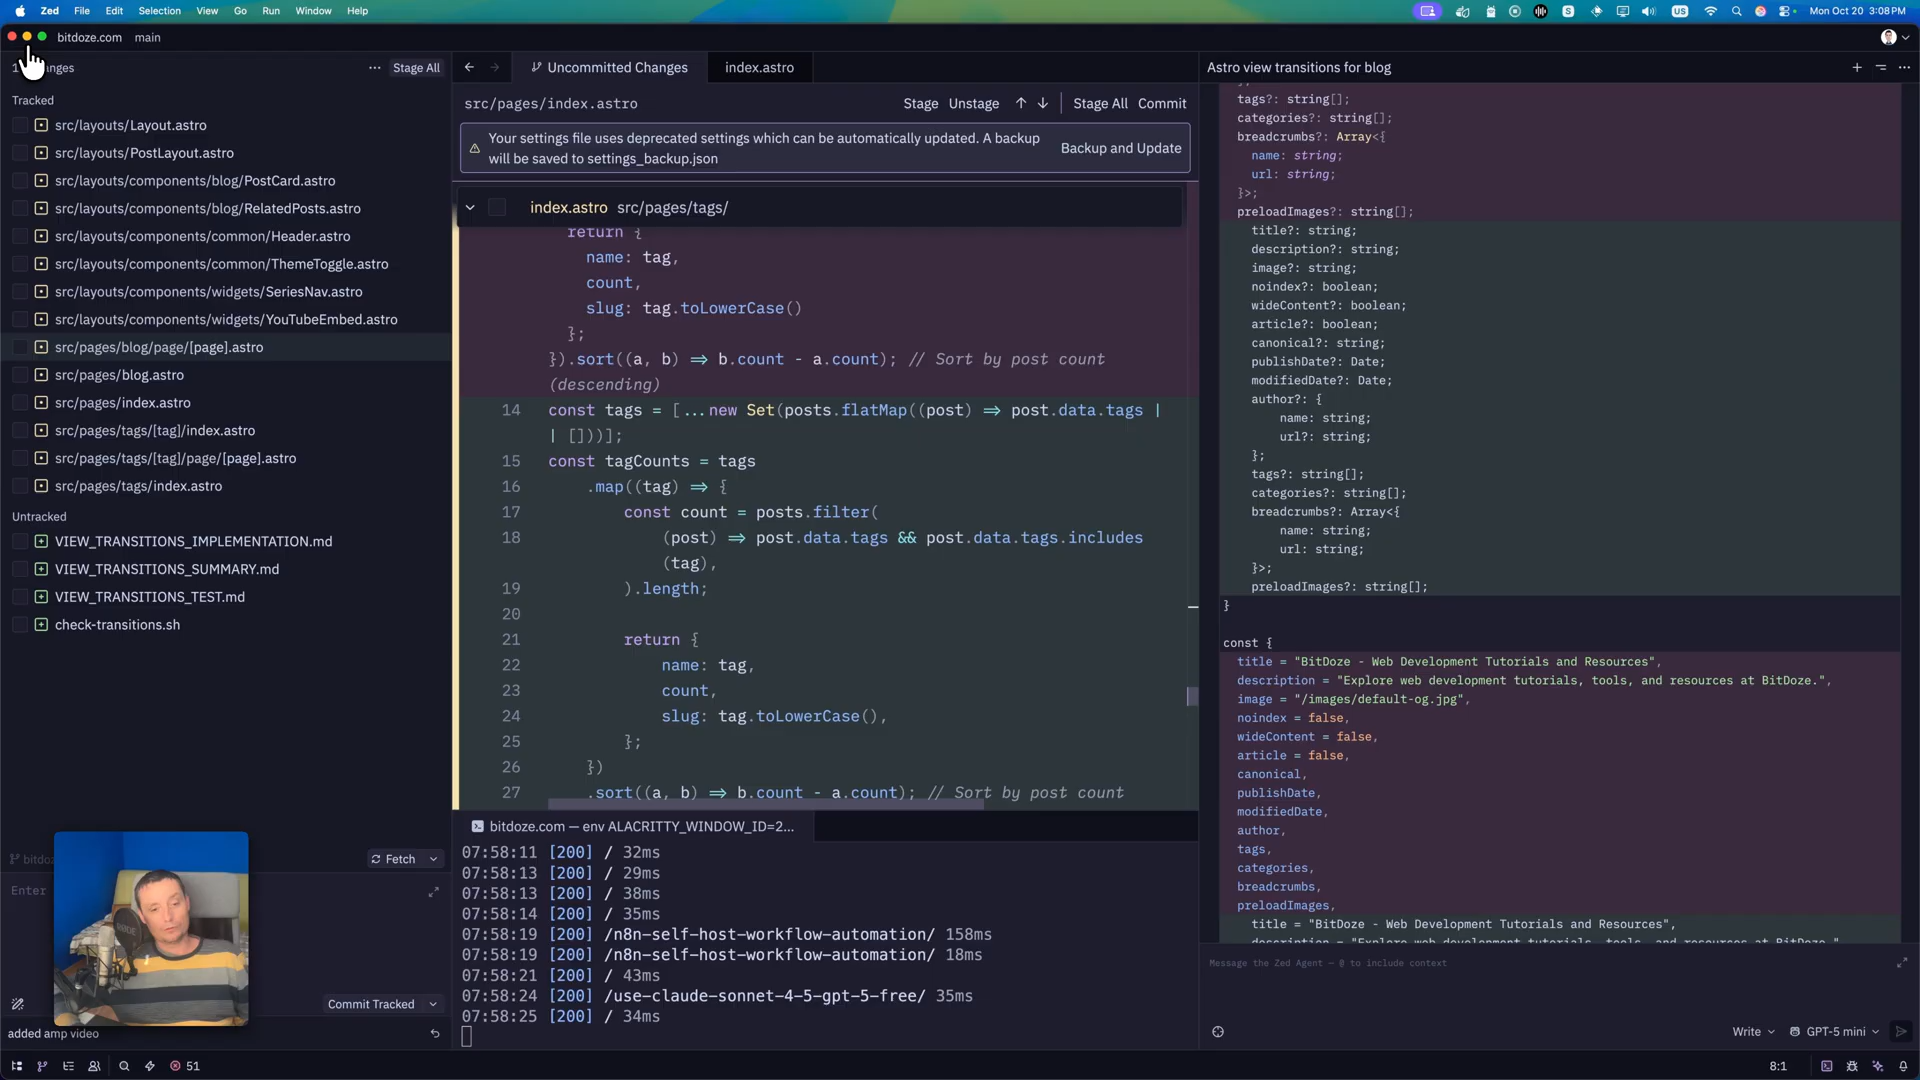 Zed File Edit Selection View Go Run Window Help
US
Mon Oct 20 3:08 PM
bitdoze.com main
Stage All
Tracked
src/layouts/Layout.astro
src/layouts/PostLayout.astro
src/layouts/components/blog/PostCard.astro
src/layouts/components/blog/RelatedPosts.astro
src/layouts/components/common/Header.astro
src/layouts/components/common/ThemeToggle.astro
src/layouts/components/widgets/SeriesNav.astro
src/layouts/components/widgets/YouTubeEmbed.astro
src/pages/blog/page/[page].astro
src/pages/blog.astro
src/pages/index.astro
src/pages/tags/[tag]/index.astro
src/pages/tags/[tag]/page/[page].astro
src/pages/tags/index.astro
Untracked
VIEW_TRANSITIONS_IMPLEMENTATION.md
VIEW_TRANSITIONS_SUMMARY.md
VIEW_TRANSITIONS_TEST.md
check-transitions.sh
Fetch
Enter
RODE
Commit Tracked
added amp video
51
Uncommitted Changes
index.astro
src/pages/index.astro
Stage Unstage ↑ ↓ Stage All Commit
Your settings file uses deprecated settings which can be automatically updated. A backup
will be saved to settings_backup.json
Backup and Update
index.astro src/pages/tags/
return {
name: tag,
count,
slug: tag.toLowerCase()
};
}).sort((a, b) ⇒ b.count - a.count); // Sort by post count
(descending)
14 const tags = [...new Set(posts.flatMap((post) ⇒ post.data.tags |
| []))];
15 const tagCounts = tags
16 .map((tag) ⇒ {
17 const count = posts.filter(
18 (post) ⇒ post.data.tags && post.data.tags.includes
(tag),
19 ).length;
20
21 return {
22 name: tag,
23 count,
24 slug: tag.toLowerCase(),
25 };
26 })
27 .sort((a, b) ⇒ b.count - a.count); // Sort by post count
bitdoze.com — env ALACRITTY_WINDOW_ID=2...
07:58:11 [200] / 32ms
07:58:13 [200] / 29ms
07:58:13 [200] / 38ms
07:58:14 [200] / 35ms
07:58:19 [200] /n8n-self-host-workflow-automation/ 158ms
07:58:19 [200] /n8n-self-host-workflow-automation/ 18ms
07:58:21 [200] / 43ms
07:58:24 [200] /use-claude-sonnet-4-5-gpt-5-free/ 35ms
07:58:25 [200] / 34ms
Astro view transitions for blog
tags?: string[];
categories?: string[];
breadcrumbs?: Array<{
name: string;
url: string;
}>;
preloadImages?: string[];
title?: string;
description?: string;
image?: string;
noindex?: boolean;
wideContent?: boolean;
article?: boolean;
canonical?: string;
publishDate?: Date;
modifiedDate?: Date;
author?: {
name: string;
url?: string;
};
tags?: string[];
categories?: string[];
breadcrumbs?: Array<{
name: string;
url: string;
}>;
preloadImages?: string[];
}
const {
title = "BitDoze - Web Development Tutorials and Resources",
description = "Explore web development tutorials, tools, and resources at BitDoze.",
image = "/images/default-og.jpg",
noindex = false,
wideContent = false,
article = false,
canonical,
publishDate,
modifiedDate,
author,
tags,
categories,
breadcrumbs,
preloadImages,
title = "BitDoze - Web Development Tutorials and Resources",
description = "Explore web development tutorials, tools, and resources at BitDoze.",
Message the Zed Agent — @ to include context
Write GPT-5 mini
8:1